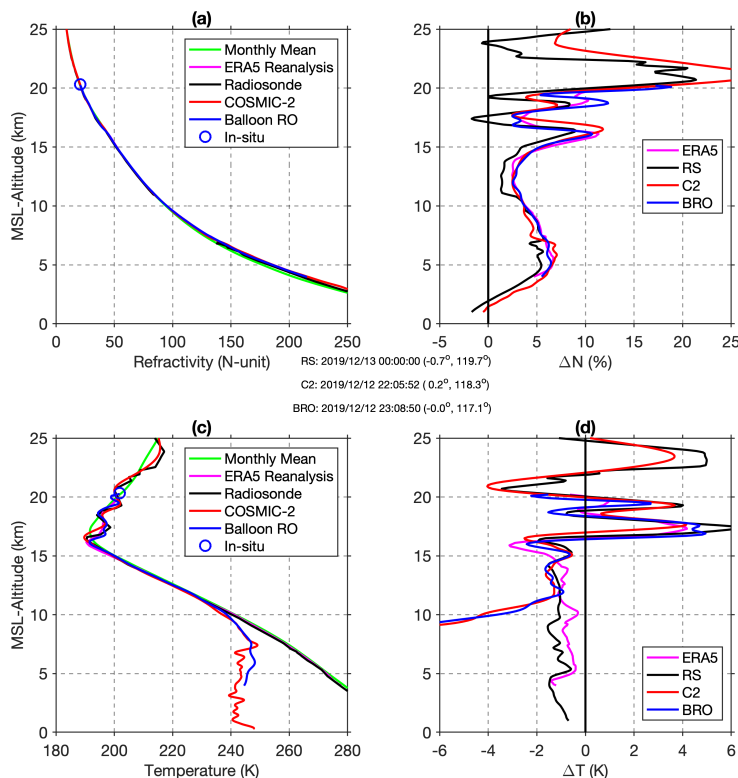 (a)
(b)
MSL-Altitude (km)
25
20
15
10
5
0
0
50
100
150
200
250
Refractivity (N-unit)
Monthly Mean
ERA5 Reanalysis
Radiosonde
COSMIC-2
Balloon RO
In-situ
25
20
15
10
5
0
-5
0
5
10
15
20
25
ΔN (%)
ERA5
RS
C2
BRO
RS: 2019/12/13 00:00:00 (-0.7°, 119.7°)
C2: 2019/12/12 22:05:52 ( 0.2°, 118.3°)
BRO: 2019/12/12 23:08:50 (-0.0°, 117.1°)
(c)
(d)
MSL-Altitude (km)
25
20
15
10
5
0
180
200
220
240
260
280
Temperature (K)
Monthly Mean
ERA5 Reanalysis
Radiosonde
COSMIC-2
Balloon RO
In-situ
25
20
15
10
5
0
-6
-4
-2
0
2
4
6
ΔT (K)
ERA5
RS
C2
BRO